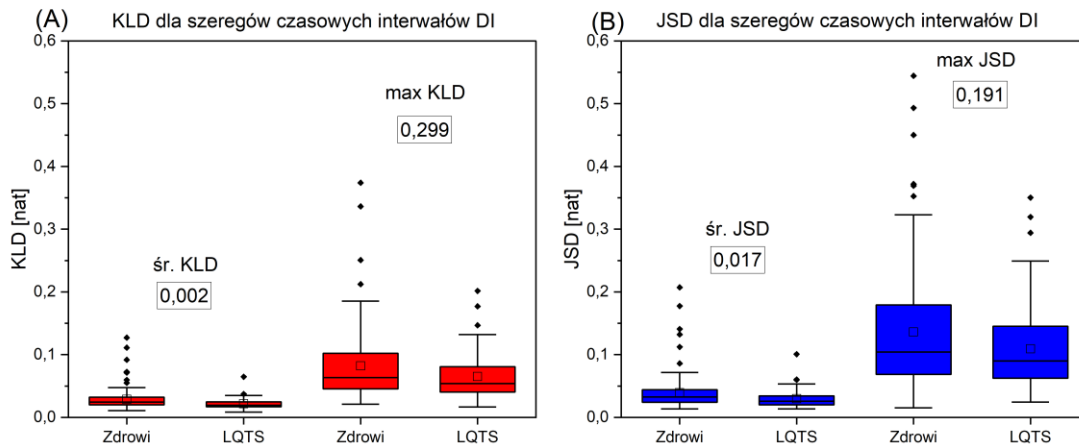 (A)
KLD dla szeregów czasowych interwałów DI
0,6
0,5
0,4
0,3
0,2
0,1
0,0
KLD [nat]
max KLD
0,299
śr. KLD
0,002
Zdrowi
LQTS
Zdrowi
LQTS
(B)
JSD dla szeregów czasowych interwałów DI
0,6
0,5
0,4
0,3
0,2
0,1
0,0
JSD [nat]
max JSD
0,191
śr. JSD
0,017
Zdrowi
LQTS
Zdrowi
LQTS